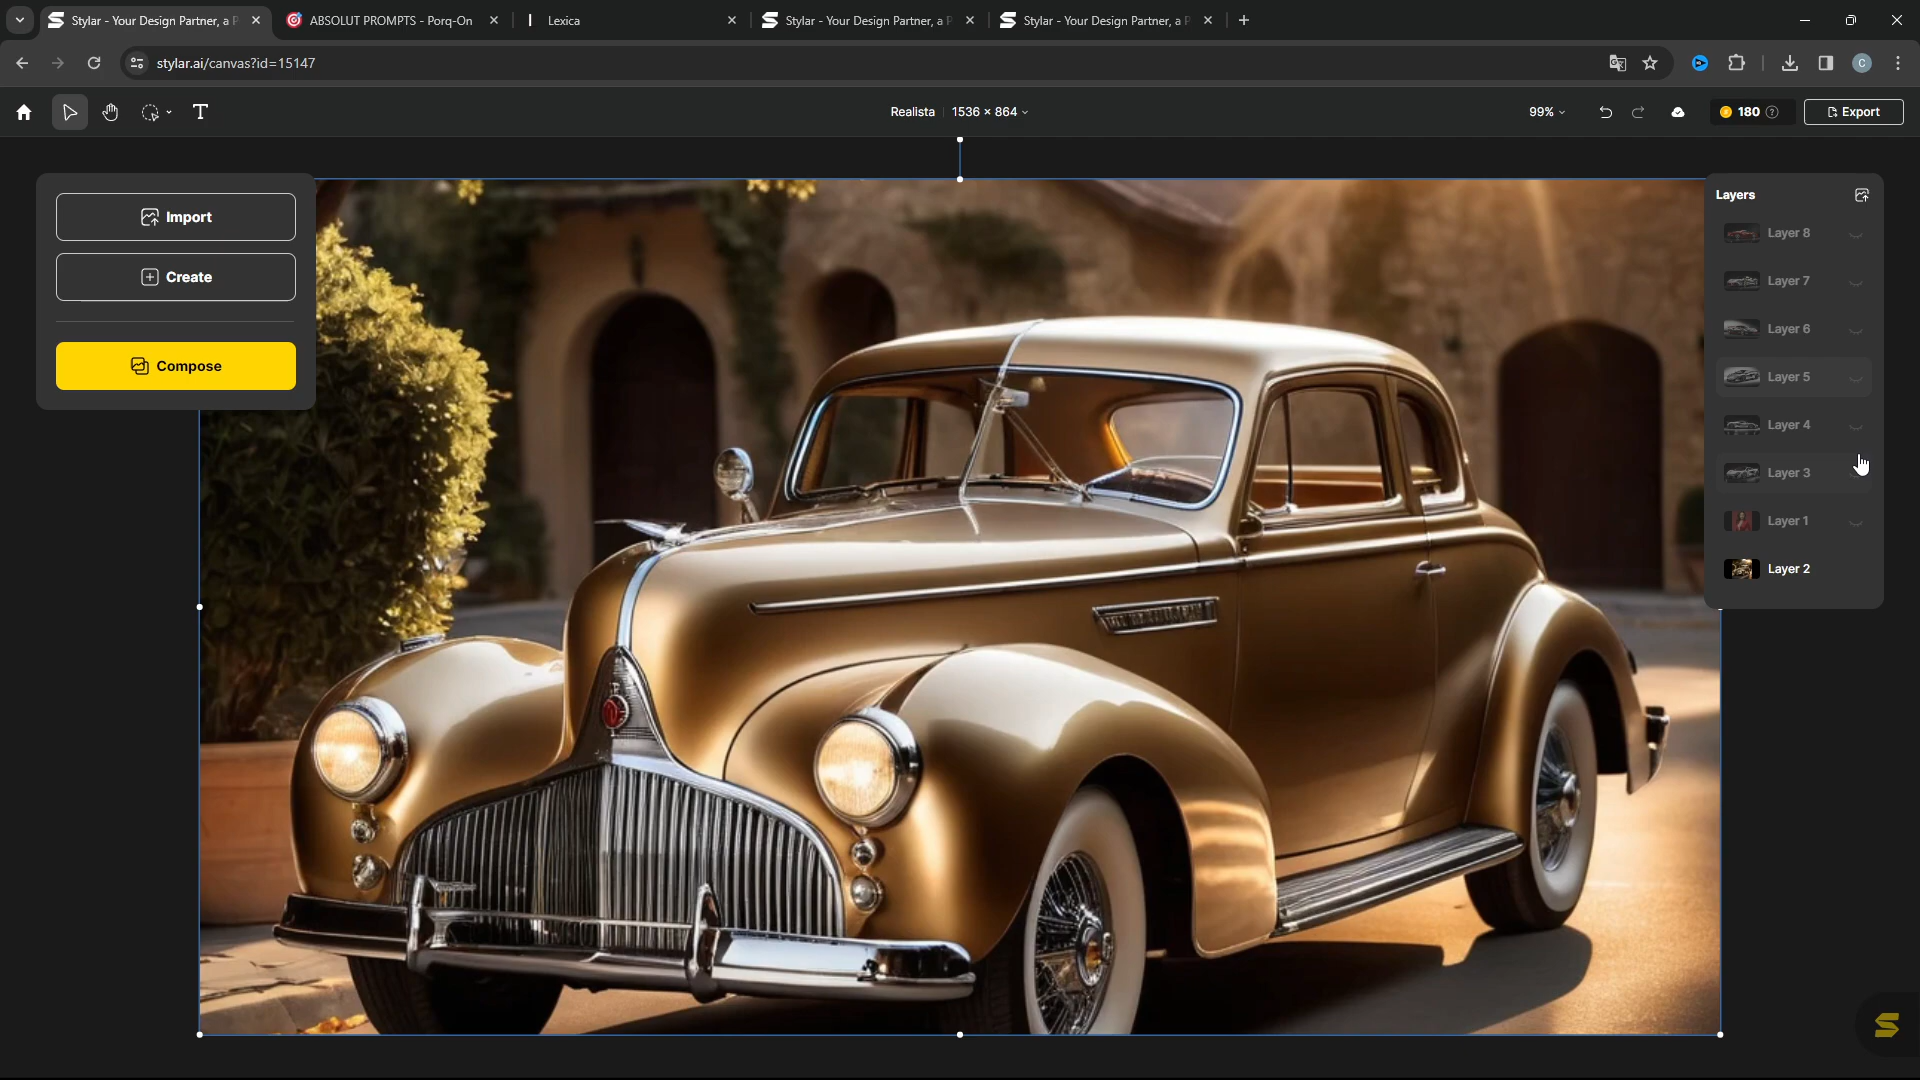 Stylar - Your Design Partner, a P
ABSOLUT PROMPTS - Porq-On
Lexica
Stylar - Your Design Partner, a P
Stylar - Your Design Partner, a P
stylar.ai/canvas?id=15147
C
T
Realista
1536 × 864
99%
180
Export
Import
Create
Compose
Layers
Layer 8
Layer 7
Layer 6
Layer 5
Layer 4
Layer 3
Layer 1
Layer 2